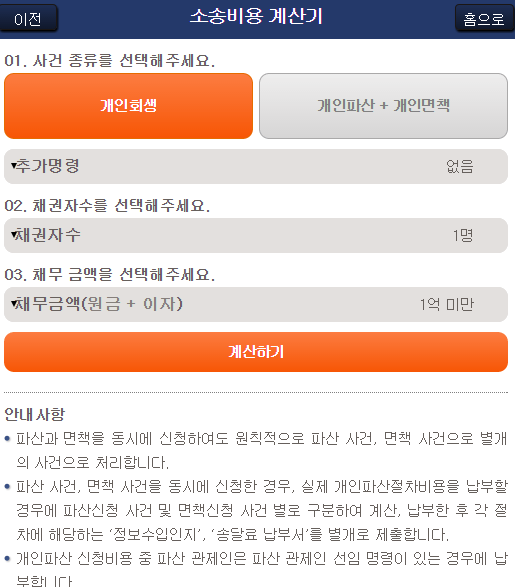 이전 소송비용 계산기 홈으로
01. 사건 종류를 선택해주세요.
개인회생 개인파산 + 개인면책
▼추가명령 없음
02. 채권자수를 선택해주세요.
▼채권자수 1명
03. 채무 금액을 선택해주세요.
▼채무금액(원금 + 이자) 1억 미만
계산하기
안내사항
• 파산과 면책을 동시에 신청하여도 원칙적으로 파산 사건, 면책 사건으로 별개
의 사건으로 처리합니다.
• 파산 사건, 면책 사건을 동시에 신청한 경우, 실제 개인파산절차비용을 납부할
경우에 파산신청 사건 및 면책신청 사건 별로 구분하여 계산, 납부한 후 각 절
차에 해당하는 ‘정보수입인지’, ‘송달료 납부서’를 별개로 제출합니다.
• 개인파산 신청비용 중 파산 관제인은 파산 관제인 선임 명령이 있는 경우에 납
부합니다.